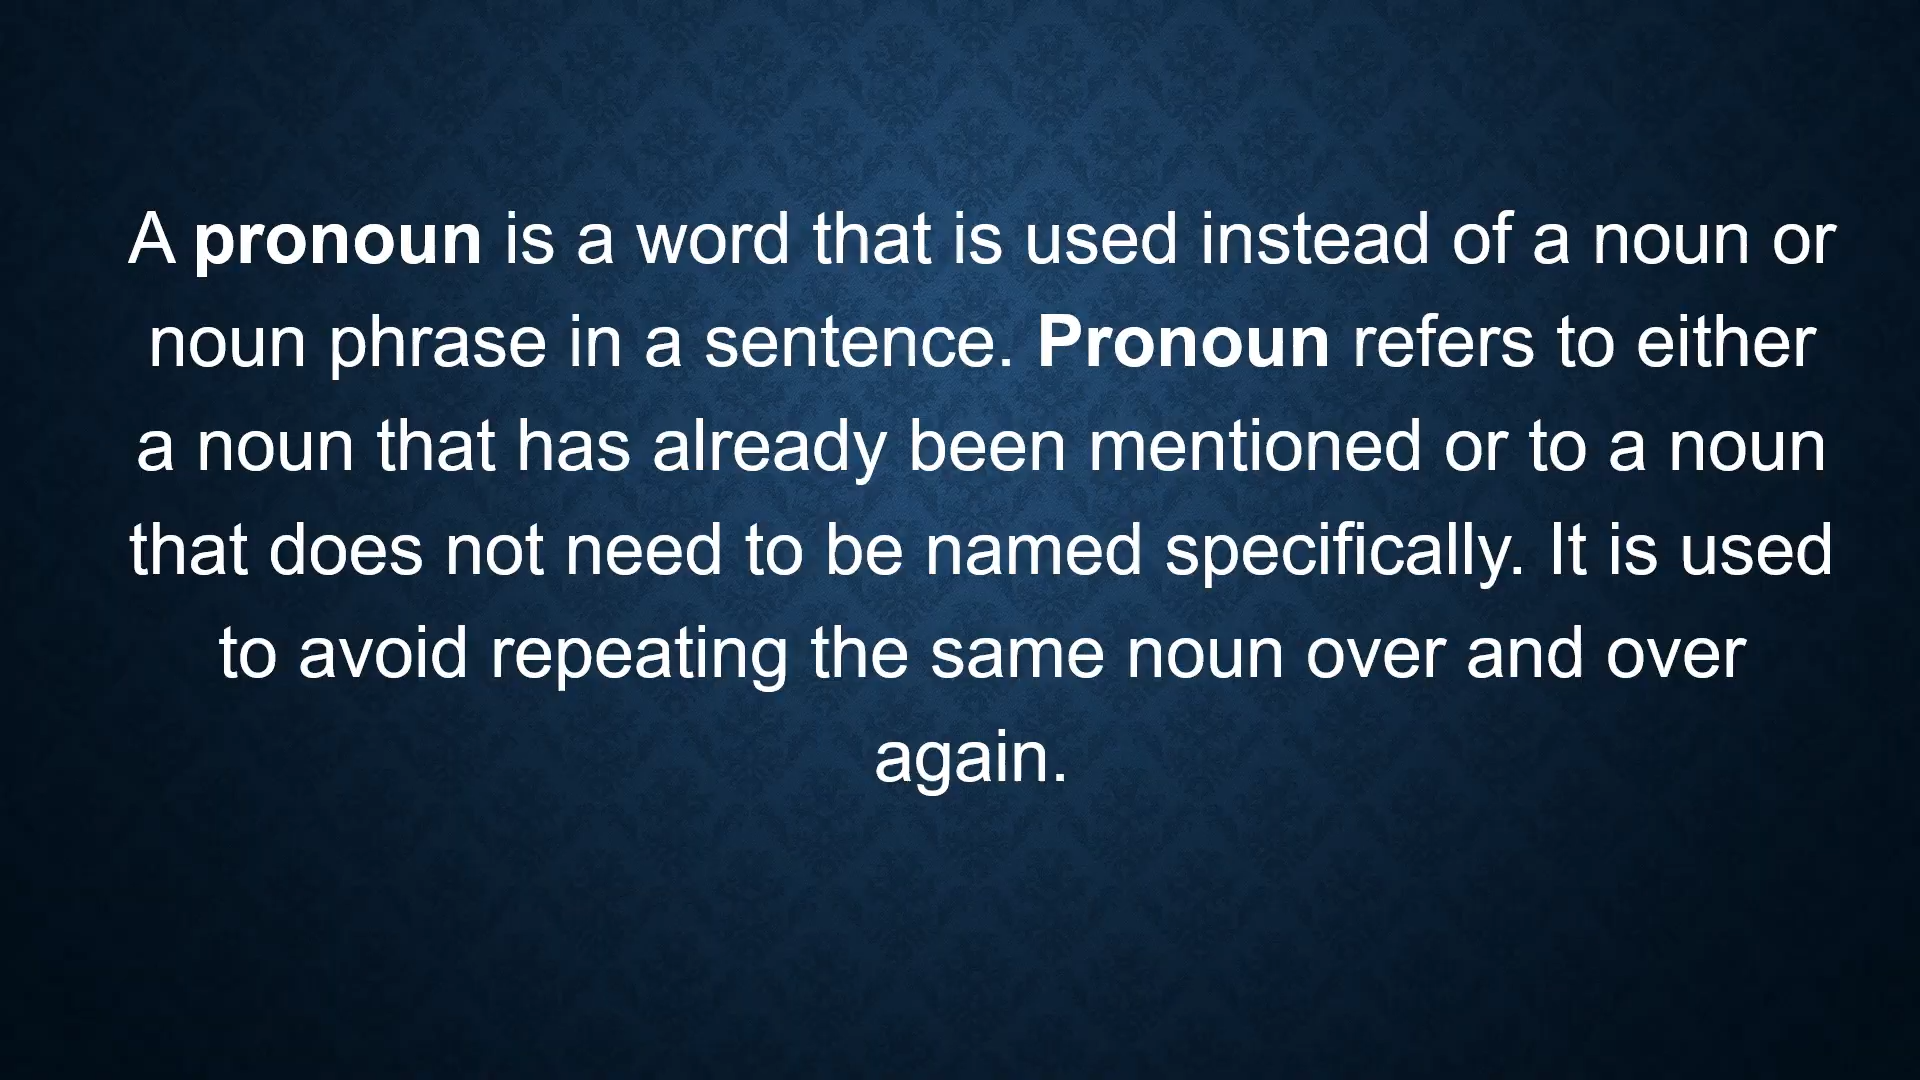 A pronoun is a word that is used instead of a noun or
noun phrase in a sentence. Pronoun refers to either
a noun that has already been mentioned or to a noun
that does not need to be named specifically. It is used
to avoid repeating the same noun over and over
again.